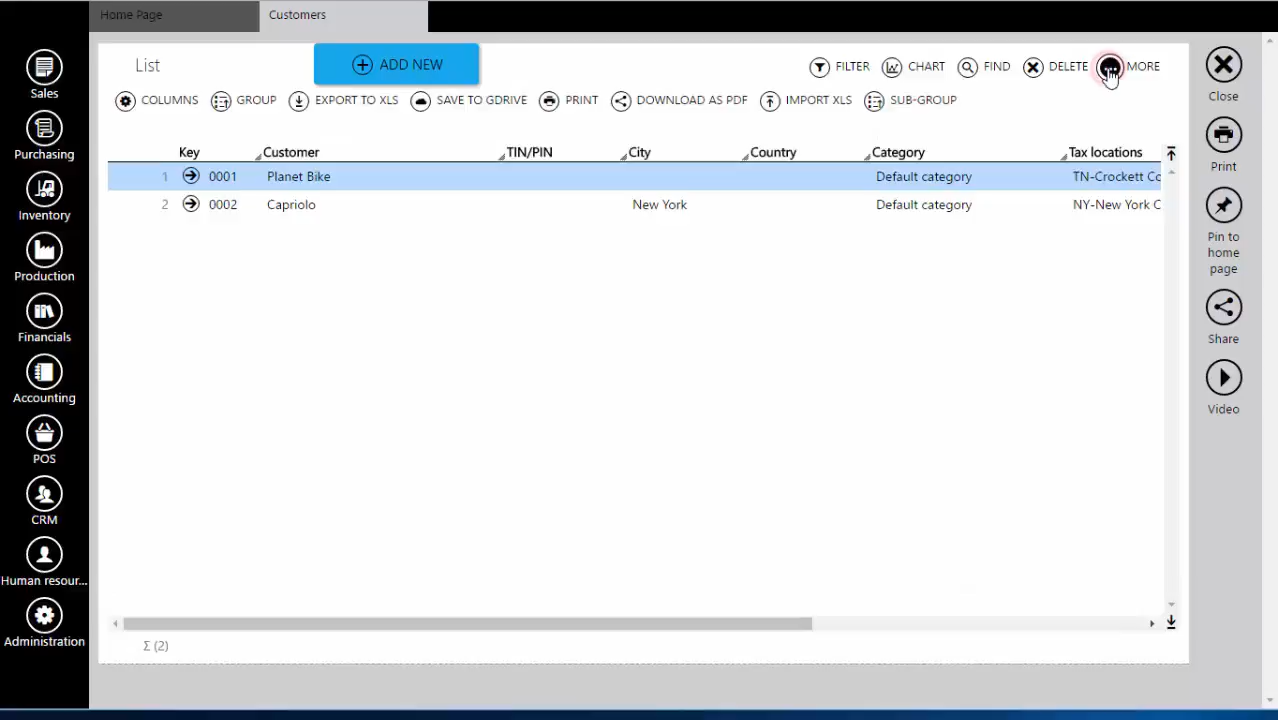 Home Page
Customers
List
ADD NEW
FILTER
CHART
FIND
DELETE
MORE
COLUMNS
GROUP
EXPORT TO XLS
SAVE TO GDRIVE
PRINT
DOWNLOAD AS PDF
IMPORT XLS
SUB-GROUP
Key Customer TIN/PIN City Country Category Tax locations
1 0001 Planet Bike Default category TN-Crockett Co
2 0002 Capriolo New York Default category NY-New York C
Σ (2)
Sales
Purchasing
Inventory
Production
Financials
Accounting
POS
CRM
Human resour...
Administration
Close
Print
Pin to
home
page
Share
Video